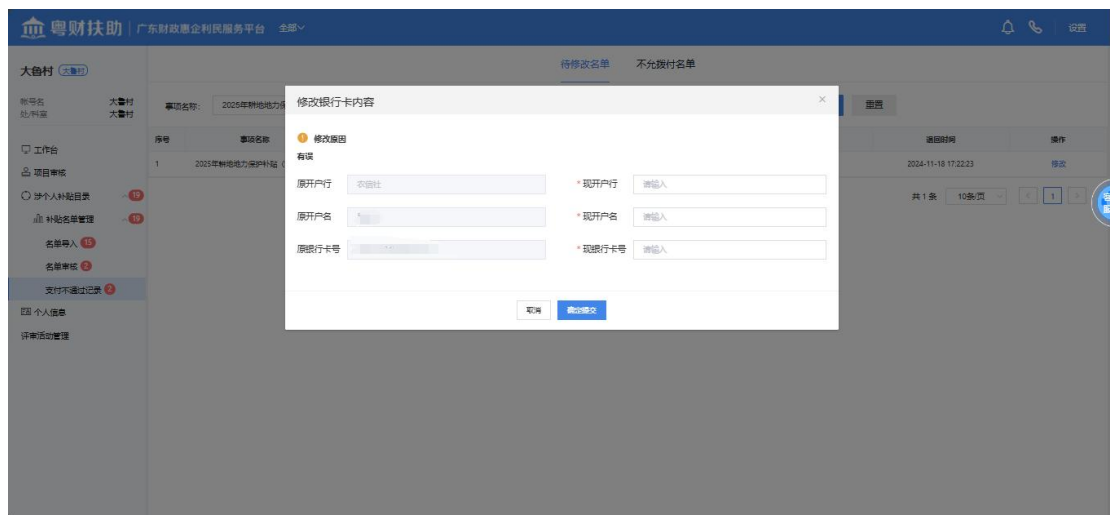 粤财扶助 广东财政惠企利民服务平台 全部
设置
大鲁村 大鲁村
帐号名 大鲁村
处/科室 大鲁村
工作台
项目审核
涉个人补贴目录 19
补贴名单管理 19
名单导入 15
名单审核 2
支付不通过记录 2
个人信息
评审活动管理
待修改名单 不允拨付名单
事项名称: 2025年耕地地力保 重置
序号 事项名称 退回时间 操作
1 2025年耕地地力保护补贴 ( 2024-11-18 17:22:23 修改
共1条 10条/页 1
修改银行卡内容
修改原因
有误
原开户行 农信社 *现开户行 请输入
原开户名 *现开户名 请输入
原银行卡号 *现银行卡号 请输入
取消 确定提交